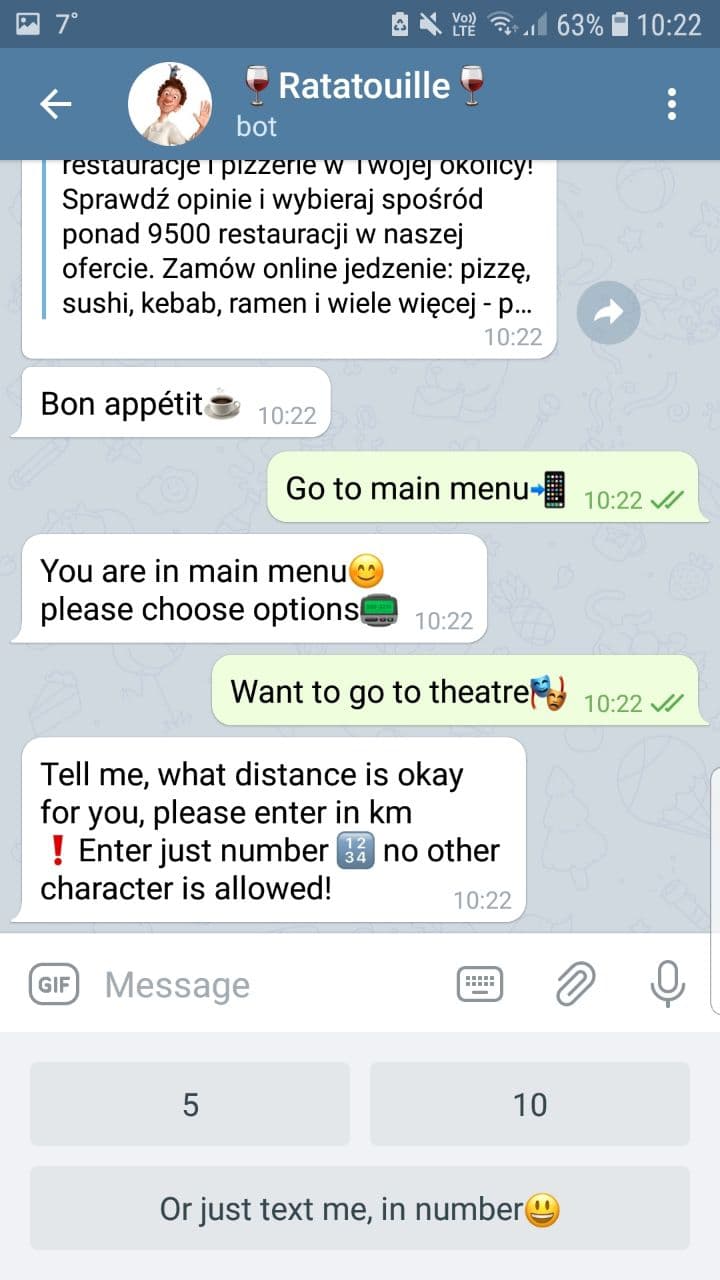 7°
Vo)) LTE 63% 10:22
🍷Ratatouille🍷
bot
restauracje i pizzerie w Twojej okolicy!
Sprawdź opinie i wybieraj spośród
ponad 9500 restauracji w naszej
ofercie. Zamów online jedzenie: pizzę,
sushi, kebab, ramen i wiele więcej - p...
10:22
Bon appétit☕ 10:22
Go to main menu📲 10:22
You are in main menu😊
please choose options📟 10:22
Want to go to theatre🎭 10:22
Tell me, what distance is okay
for you, please enter in km
❗Enter just number 🔢 no other
character is allowed! 10:22
GIF Message
5 10
Or just text me, in number😃